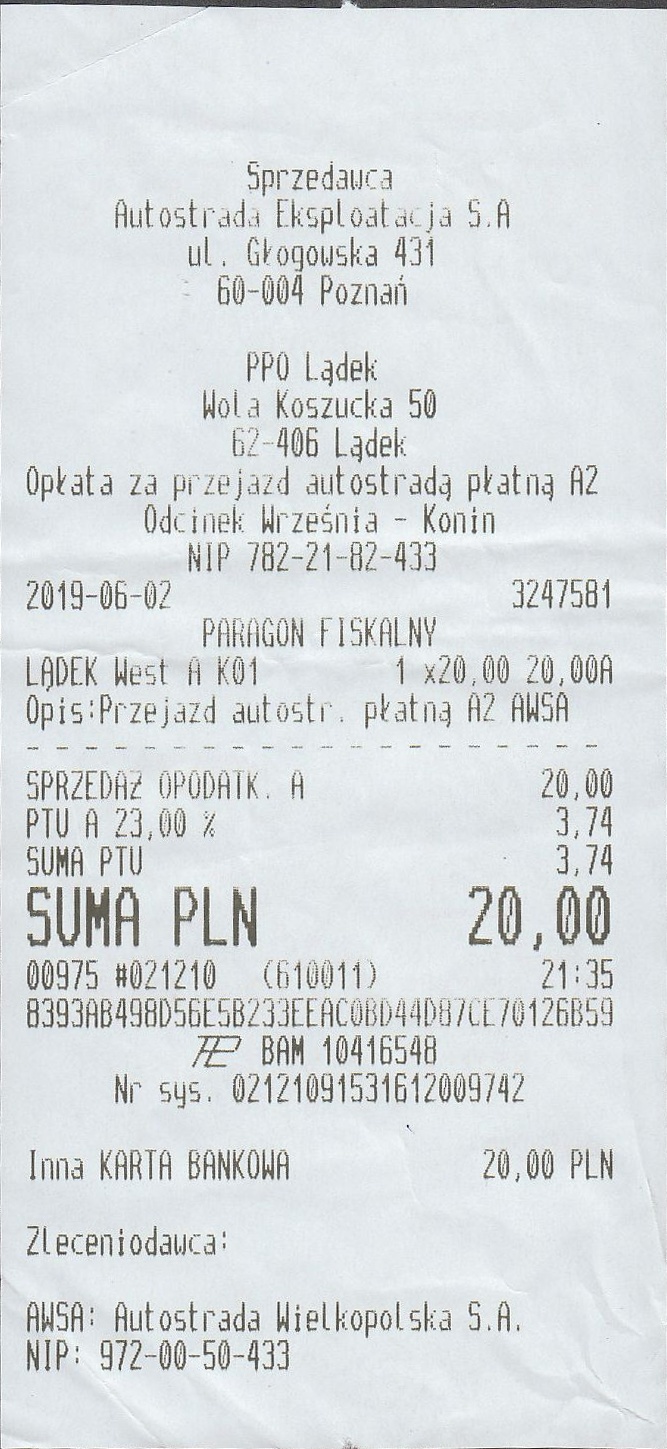 Sprzedawca
Autostrada Eksploatacja S.A
ul. Głogowska 431
60-004 Poznań
PPO Lądek
Wola Koszucka 50
62-406 Lądek
Opłata za przejazd autostradą płatną A2
Odcinek Września - Konin
NIP 782-21-82-433
2019-06-02 3247581
PARAGON FISKALNY
LĄDEK West A K01 1 x20,00 20,00A
Opis:Przejazd autostr. płatną A2 AWSA
- - - - - - - - - - - - - - - - - - - -
SPRZEDAŻ OPODATK. A 20,00
PTU A 23,00 % 3,74
SUMA PTU 3,74
SUMA PLN 20,00
00975 #021210 (610011) 21:35
8393AB498D56E5B233EEAC0BD44D87CE70126B59
BAM 10416548
Nr sys. 02121091531612009742
Inna KARTA BANKOWA 20,00 PLN
Zleceniodawca:
AWSA: Autostrada Wielkopolska S.A.
NIP: 972-00-50-433